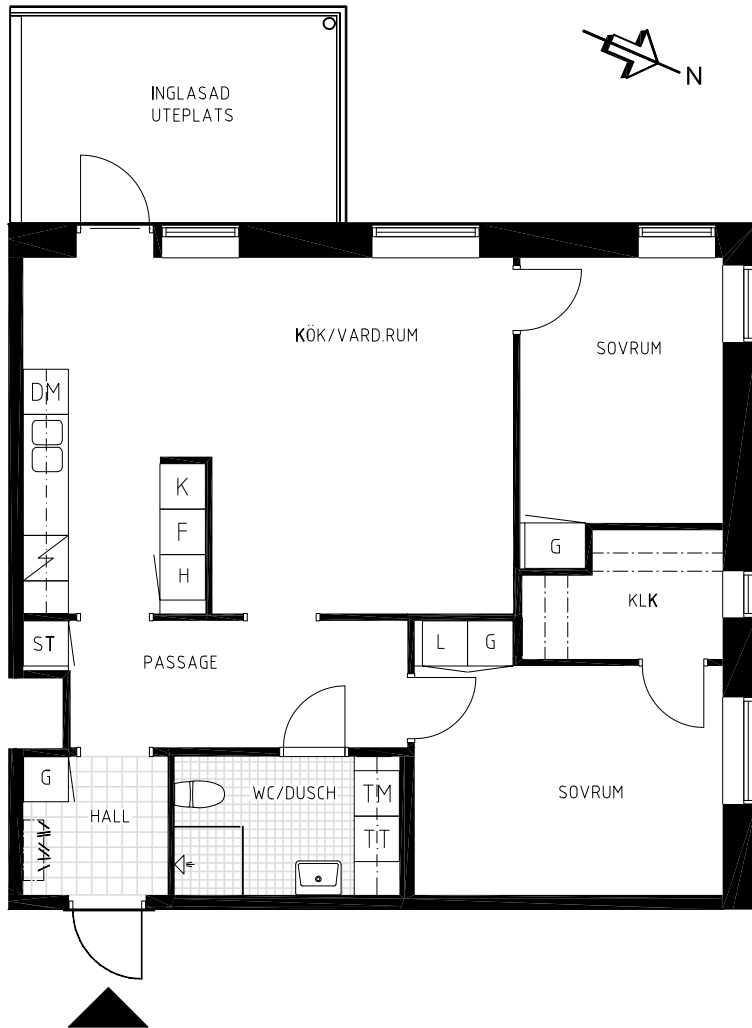 INGLASAD
UTEPLATS
N
KÖK/VARD.RUM
SOVRUM
DM
K
F
H
G
KLK
ST
PASSAGE
L G
G
HALL
WC/DUSCH
TM
TT
SOVRUM